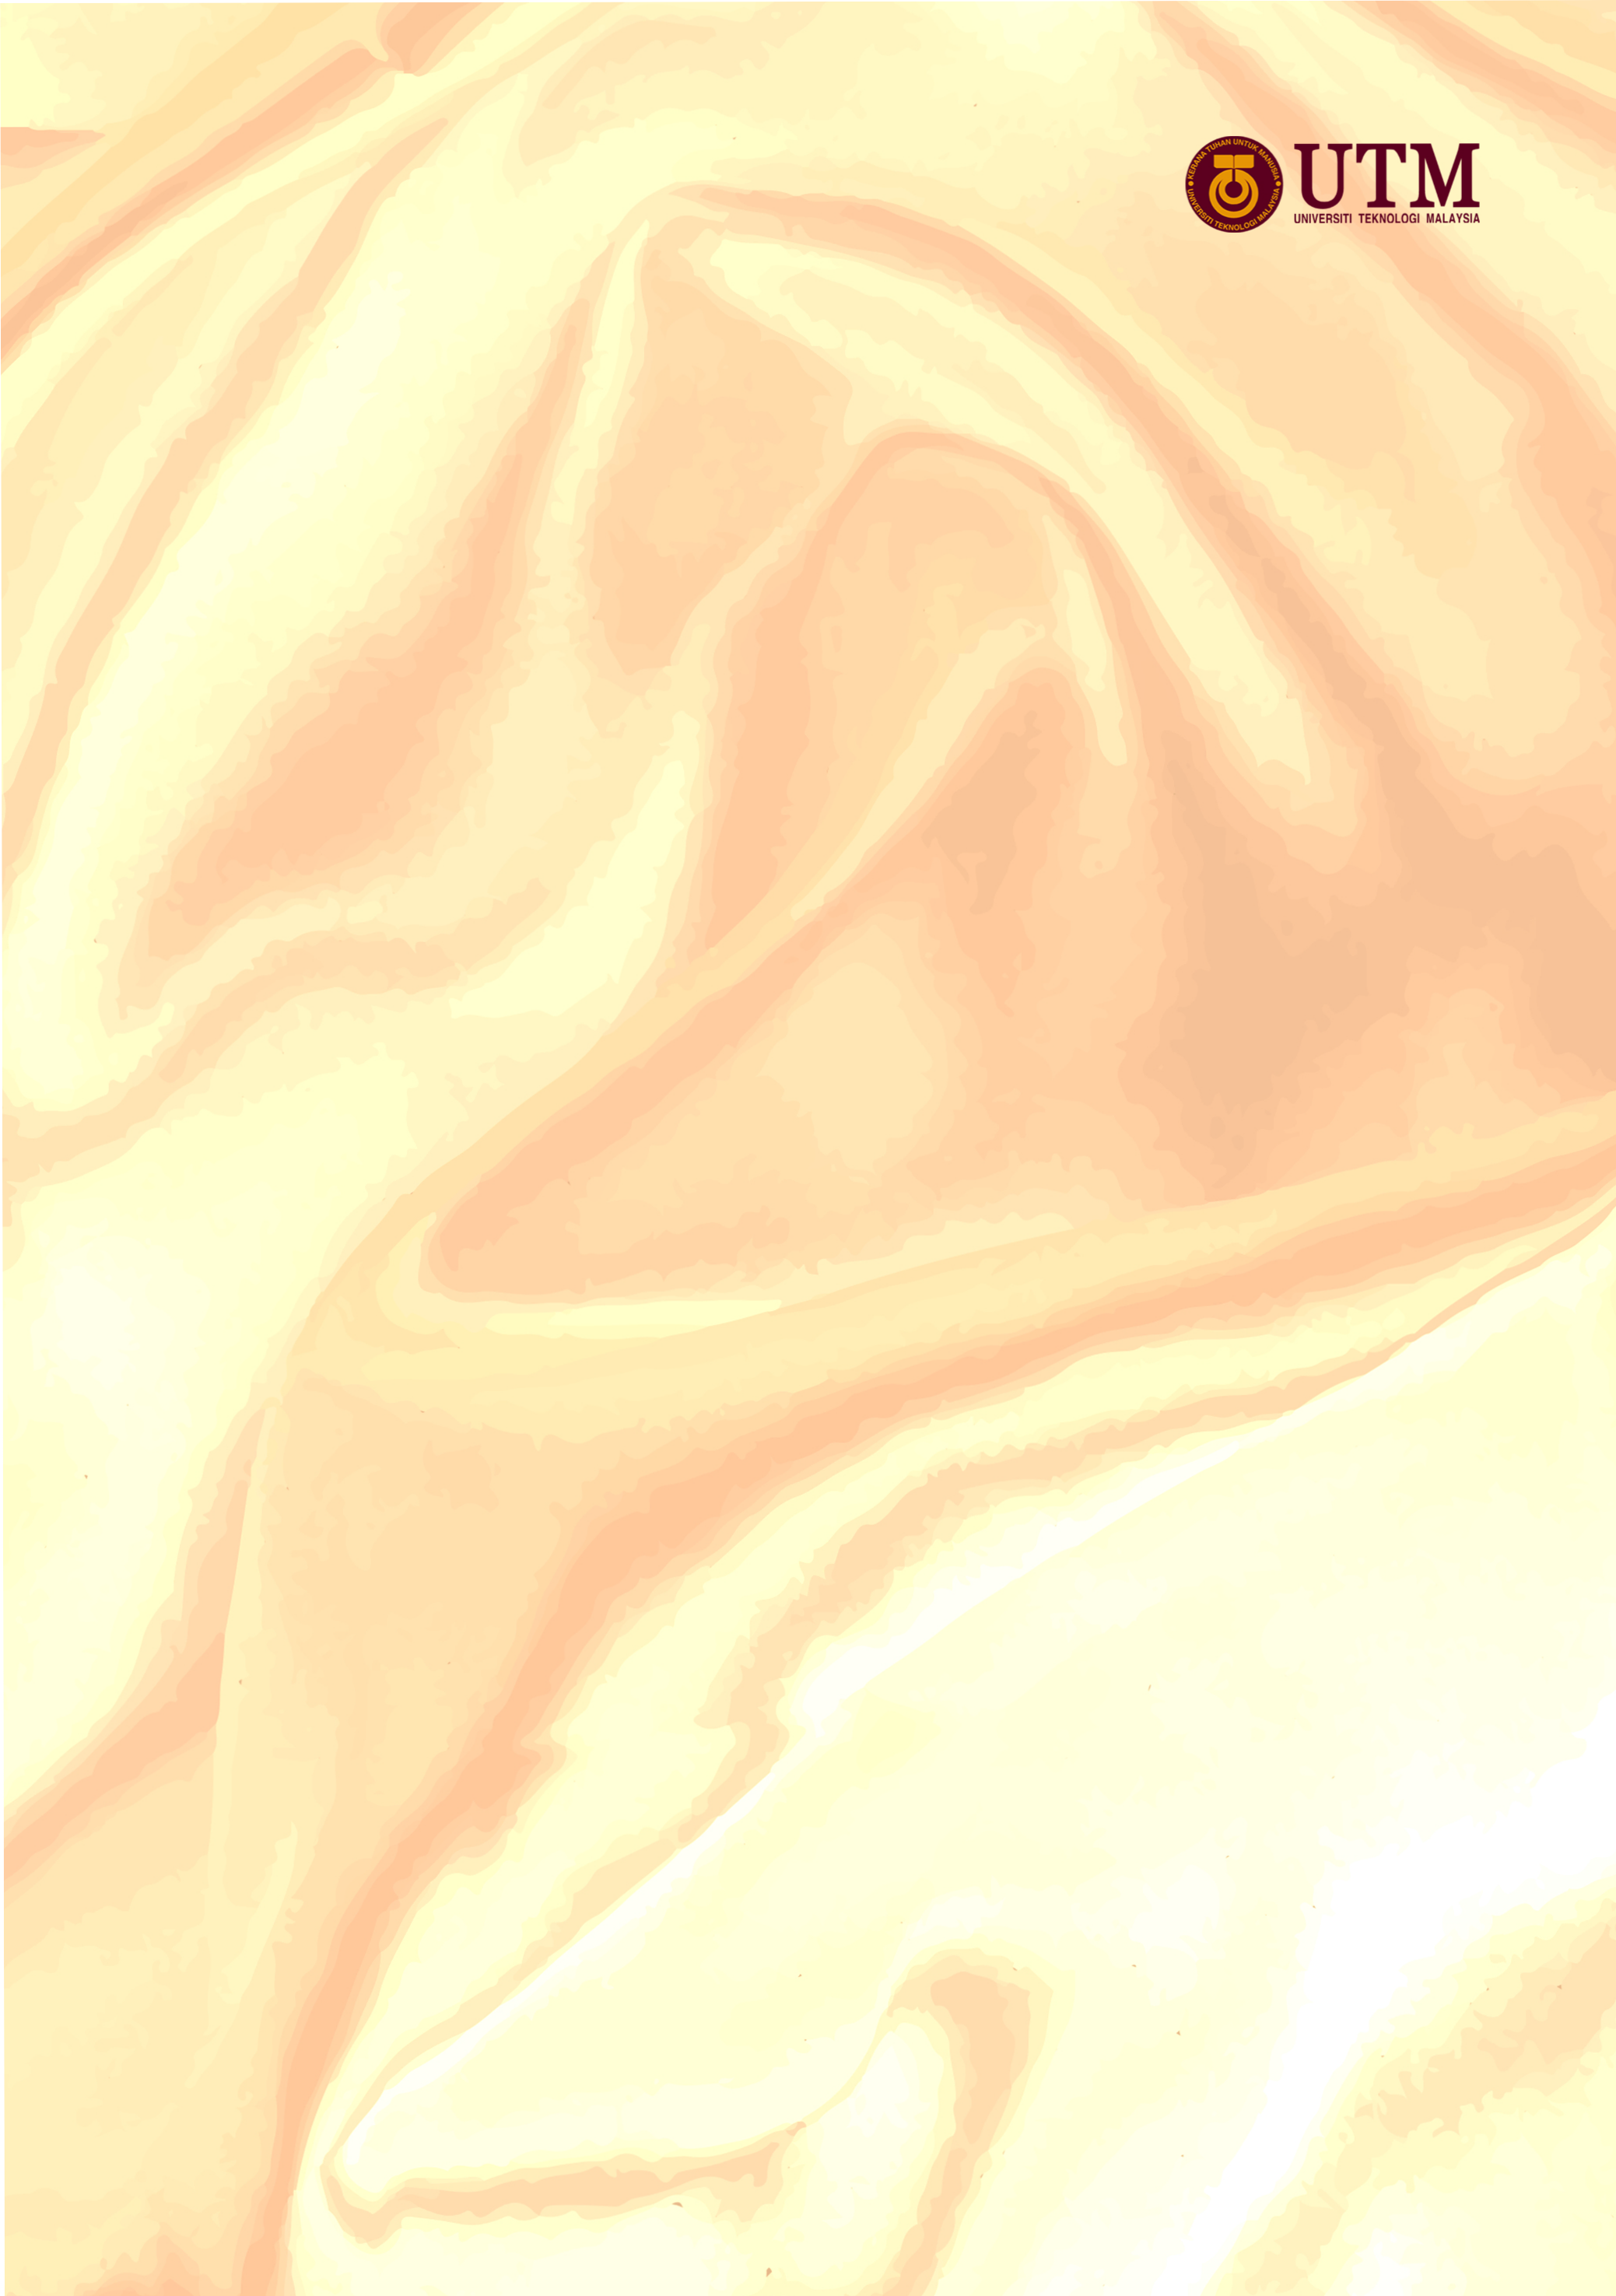 KERANA TUHAN UNTUK MANUSIA
UNIVERSITI TEKNOLOGI MALAYSIA
UTM
UNIVERSITI TEKNOLOGI MALAYSIA